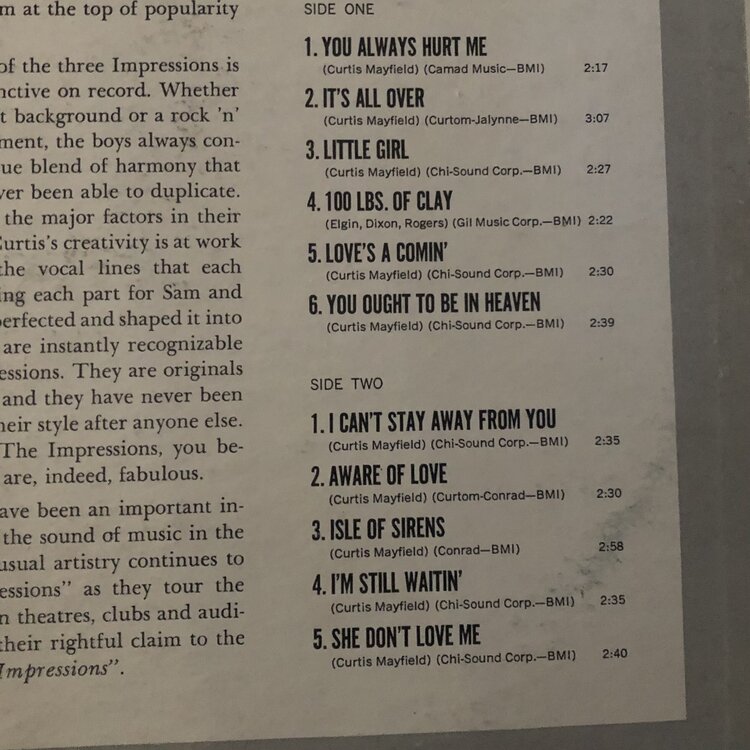 m at the top of popularity
of the three Impressions is
nctive on record. Whether
t background or a rock 'n'
ment, the boys always con-
ue blend of harmony that
ver been able to duplicate.
the major factors in their
Curtis's creativity is at work
the vocal lines that each
ing each part for Sam and
perfected and shaped it into
are instantly recognizable
essions. They are originals
and they have never been
heir style after anyone else.
The Impressions, you be-
are, indeed, fabulous.
ave been an important in-
the sound of music in the
usual artistry continues to
essions" as they tour the
n theatres, clubs and audi-
their rightful claim to the
Impressions".
SIDE ONE
1. YOU ALWAYS HURT ME
(Curtis Mayfield) (Camad Music—BMI) 2:17
2. IT'S ALL OVER
(Curtis Mayfield) (Curtom-Jalynne—BMI) 3:07
3. LITTLE GIRL
(Curtis Mayfield) (Chi-Sound Corp.—BMI) 2:27
4. 100 LBS. OF CLAY
(Elgin, Dixon, Rogers) (Gil Music Corp.—BMI) 2:22
5. LOVE'S A COMIN'
(Curtis Mayfield) (Chi-Sound Corp.—BMI) 2:30
6. YOU OUGHT TO BE IN HEAVEN
(Curtis Mayfield) (Chi-Sound Corp.—BMI) 2:39
SIDE TWO
1. I CAN'T STAY AWAY FROM YOU
(Curtis Mayfield) (Chi-Sound Corp.—BMI) 2:35
2. AWARE OF LOVE
(Curtis Mayfield) (Curtom-Conrad—BMI) 2:30
3. ISLE OF SIRENS
(Curtis Mayfield) (Conrad—BMI) 2:58
4. I'M STILL WAITIN'
(Curtis Mayfield) (Chi-Sound Corp.—BMI) 2:35
5. SHE DON'T LOVE ME
(Curtis Mayfield) (Chi-Sound Corp.—BMI) 2:40